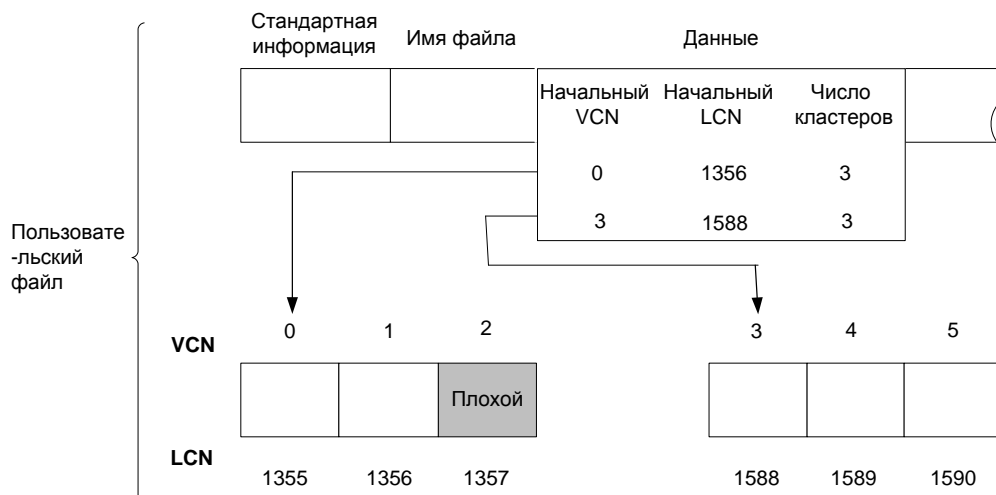 Стандартная
информация
Имя файла
Данные
Начальный
VCN
Начальный
LCN
Число
кластеров
0 1356 3
3 1588 3
Пользовате
-льский
файл
VCN
0 1 2 3 4 5
Плохой
LCN
1355 1356 1357 1588 1589 1590